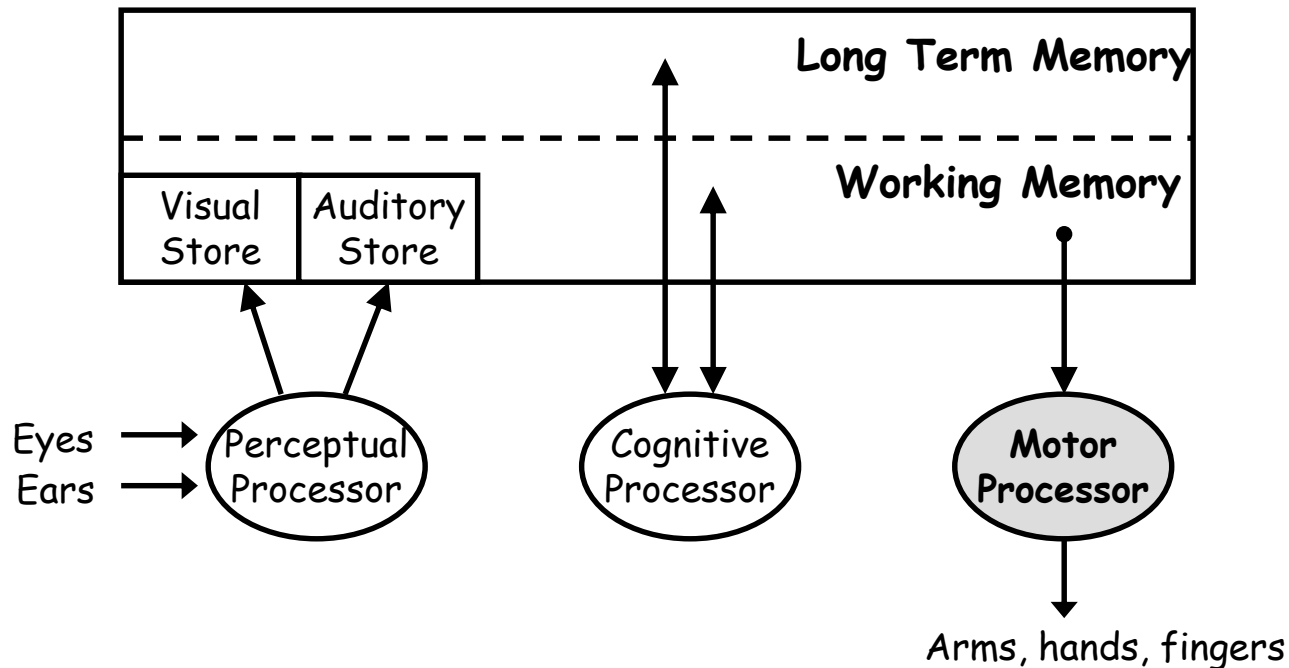 Long Term Memory
Working Memory
Visual
Store
Auditory
Store
Eyes
Ears
Perceptual
Processor
Cognitive
Processor
Motor
Processor
Arms, hands, fingers